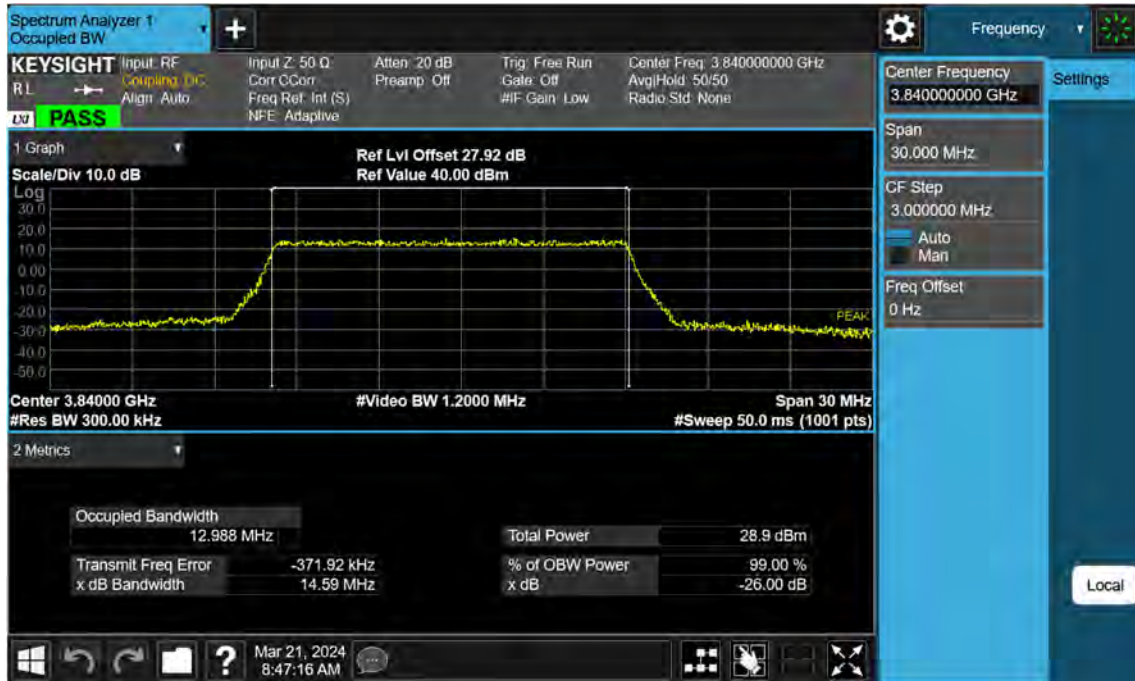 Spectrum Analyzer 1
Occupied BW
+
Frequency
KEYSIGHT
RL
LXI PASS
Input: RF
Coupling: DC
Align: Auto
Input Z: 50 Ω
Corr CCorr
Freq Ref: Int (S)
NFE: Adaptive
Atten: 20 dB
Preamp: Off
Trig: Free Run
Gate: Off
#IF Gain: Low
Center Freq: 3.840000000 GHz
Avg|Hold: 50/50
Radio Std: None
1 Graph
Scale/Div 10.0 dB
Ref Lvl Offset 27.92 dB
Ref Value 40.00 dBm
Log
30.0
20.0
10.0
0.00
-10.0
-20.0
-30.0
-40.0
-50.0
PEAK
Center 3.84000 GHz
#Video BW 1.2000 MHz
Span 30 MHz
#Res BW 300.00 kHz
#Sweep 50.0 ms (1001 pts)
2 Metrics
Occupied Bandwidth
12.988 MHz
Total Power 28.9 dBm
Transmit Freq Error -371.92 kHz
% of OBW Power 99.00 %
x dB Bandwidth 14.59 MHz
x dB -26.00 dB
?
Mar 21, 2024
8:47:16 AM
Center Frequency
3.840000000 GHz
Settings
Span
30.000 MHz
CF Step
3.000000 MHz
Auto
Man
Freq Offset
0 Hz
Local